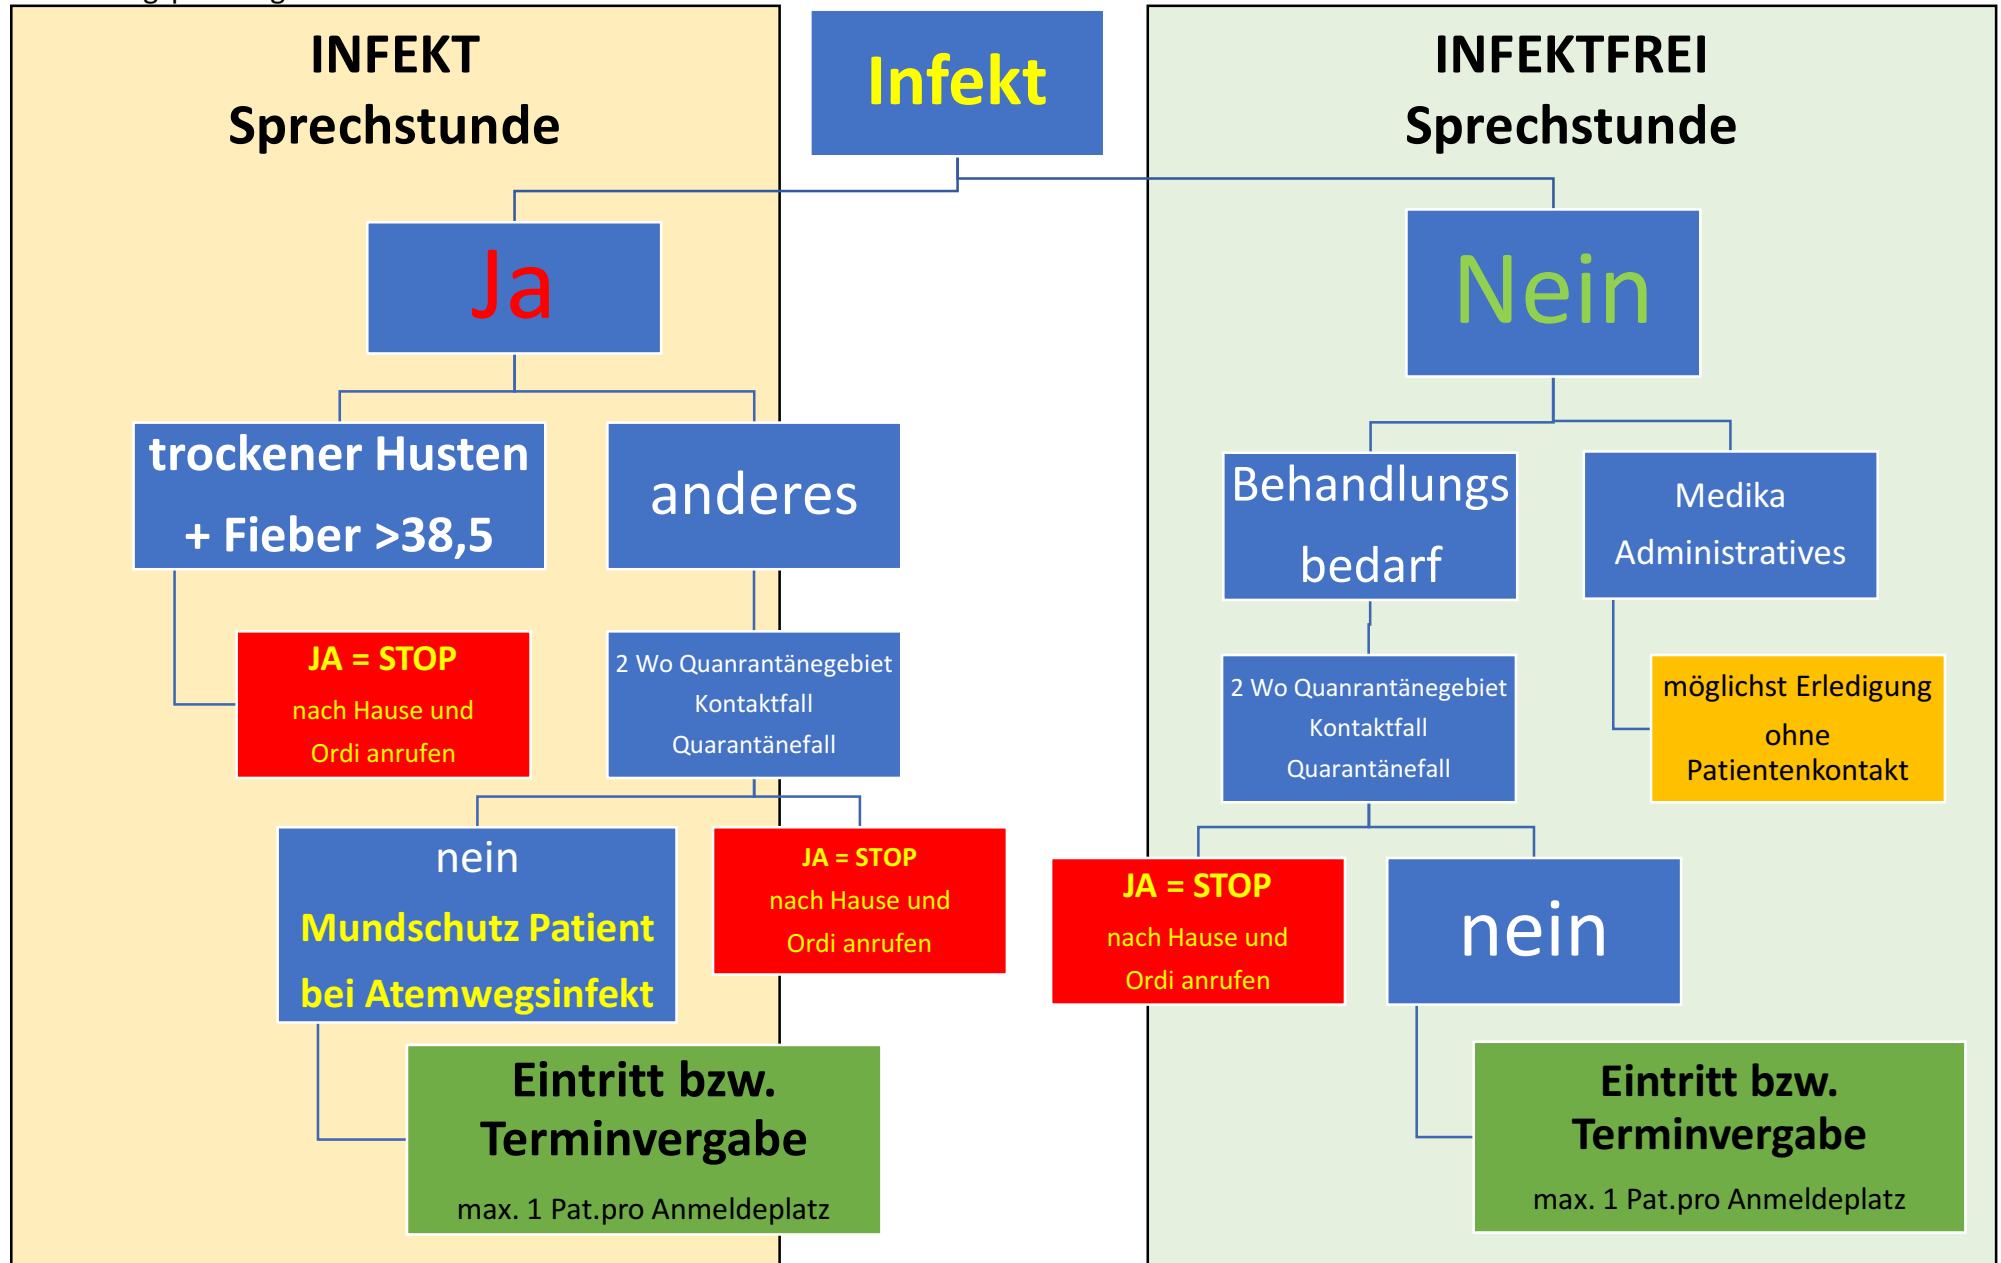 INFEKT
Sprechstunde
Infekt
INFEKTFREI
Sprechstunde
Ja
Nein
trockener Husten
+ Fieber >38,5
anderes
Behandlungs
bedarf
Medika
Administratives
JA = STOP
nach Hause und
Ordi anrufen
2 Wo Quanrantänegebiet
Kontaktfall
Quarantänefall
2 Wo Quanrantänegebiet
Kontaktfall
Quarantänefall
möglichst Erledigung
ohne
Patientenkontakt
nein
Mundschutz Patient
bei Atemwegsinfekt
JA = STOP
nach Hause und
Ordi anrufen
JA = STOP
nach Hause und
Ordi anrufen
nein
Eintritt bzw.
Terminvergabe
max. 1 Pat.pro Anmeldeplatz
Eintritt bzw.
Terminvergabe
max. 1 Pat.pro Anmeldeplatz